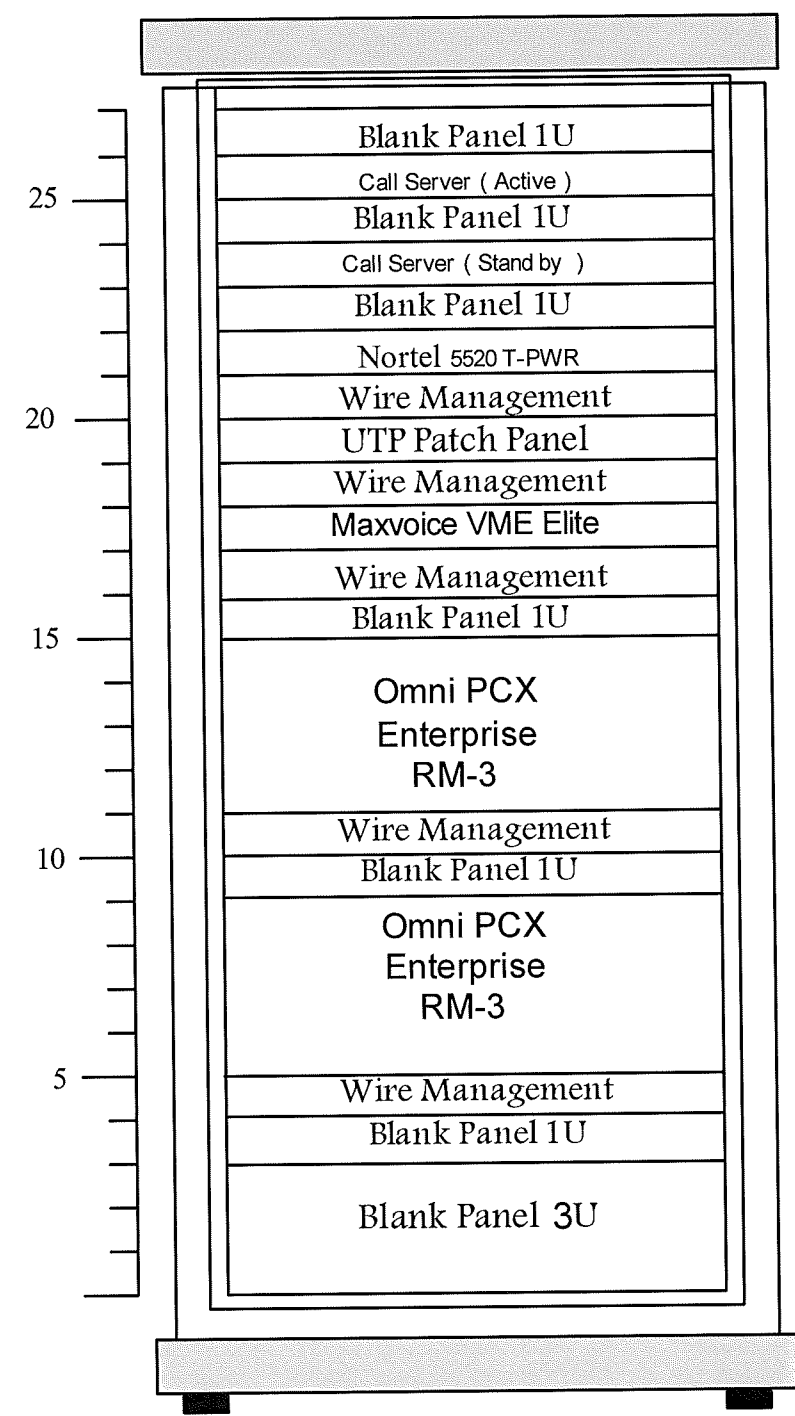 Blank Panel 1U
Call Server ( Active )
25
Blank Panel 1U
Call Server ( Stand by )
Blank Panel 1U
Nortel 5520 T-PWR
Wire Management
20
UTP Patch Panel
Wire Management
Maxvoice VME Elite
Wire Management
Blank Panel 1U
15
Omni PCX
Enterprise
RM-3
Wire Management
10
Blank Panel 1U
Omni PCX
Enterprise
RM-3
5
Wire Management
Blank Panel 1U
Blank Panel 3U